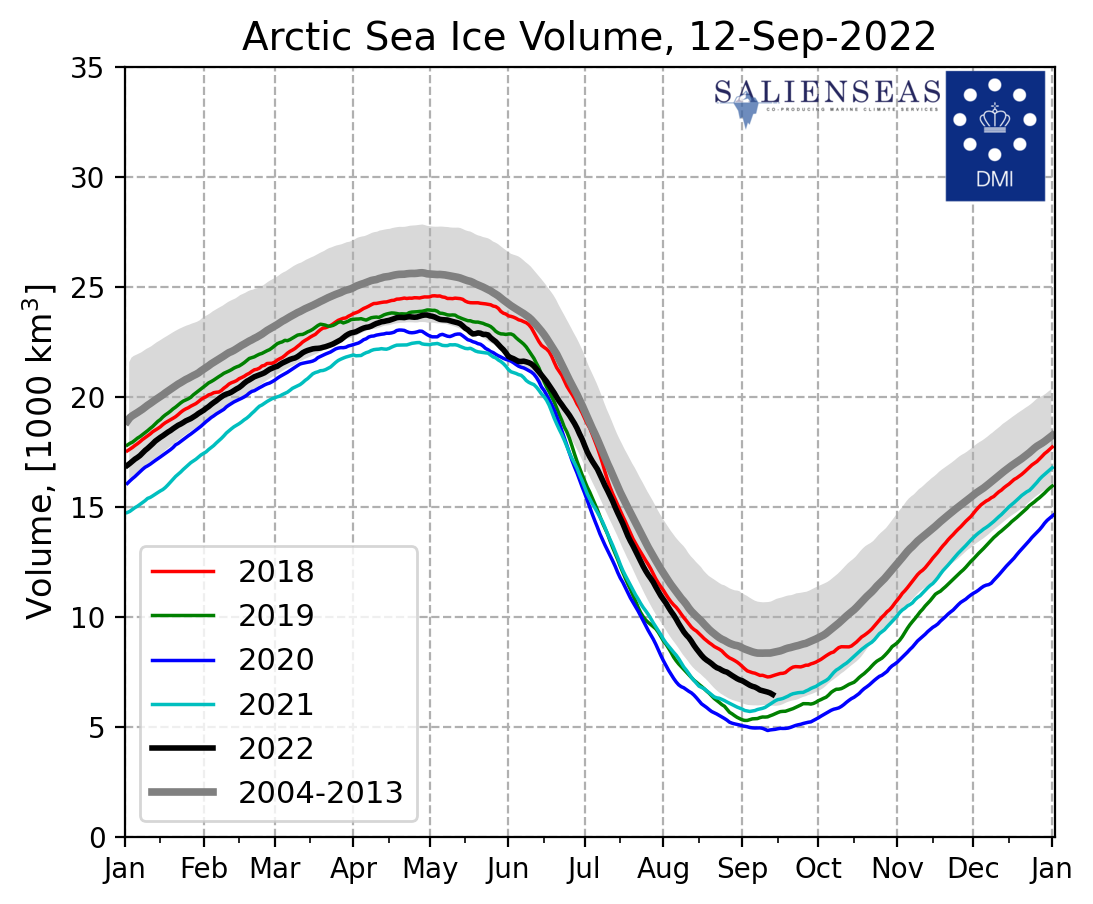 Arctic Sea Ice Volume, 12-Sep-2022
SALIENSEAS
CO-PRODUCING MARINE CLIMATE SERVICES
DMI
Volume, [1000 km³]
35
30
25
20
15
10
5
0
2018
2019
2020
2021
2022
2004-2013
Jan Feb Mar Apr May Jun Jul Aug Sep Oct Nov Dec Jan